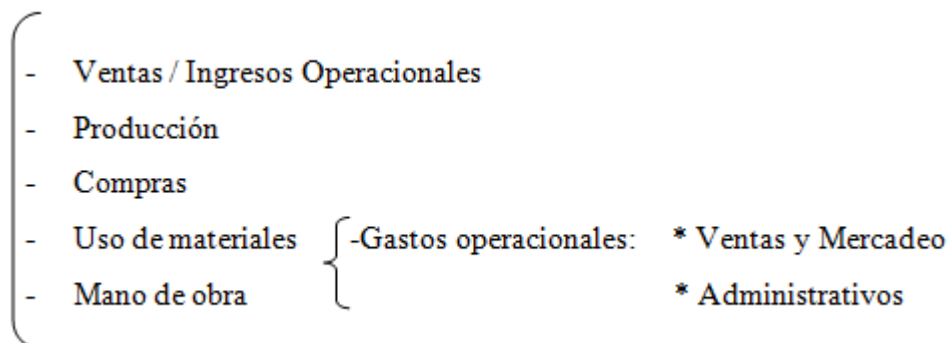 - Ventas / Ingresos Operacionales
- Producción
- Compras
- Uso de materiales -Gastos operacionales: * Ventas y Mercadeo
- Mano de obra * Administrativos